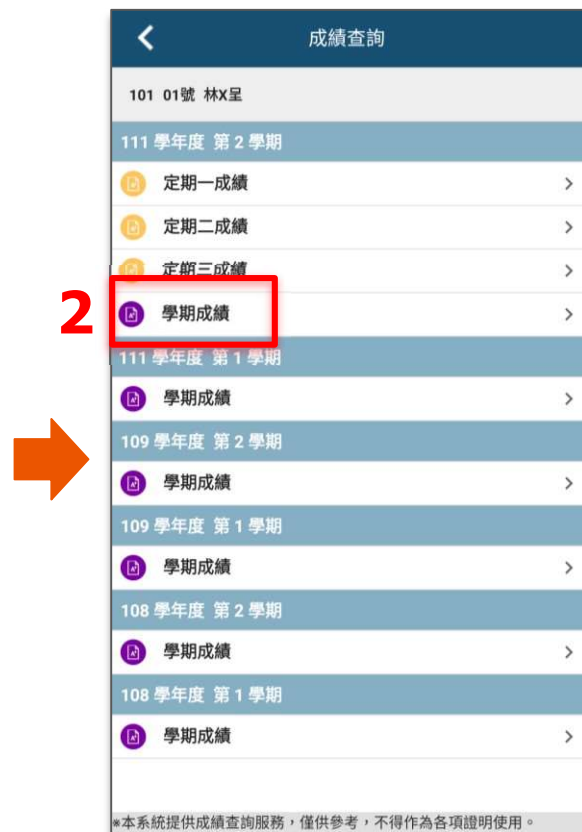 成績查詢
101 01號 林X呈
111 學年度 第 2 學期
定期一成績
定期二成績
定期三成績
2
學期成績
111 學年度 第 1 學期
學期成績
109 學年度 第 2 學期
學期成績
109 學年度 第 1 學期
學期成績
108 學年度 第 2 學期
學期成績
108 學年度 第 1 學期
學期成績
*本系統提供成績查詢服務，僅供參考，不得作為各項證明使用。